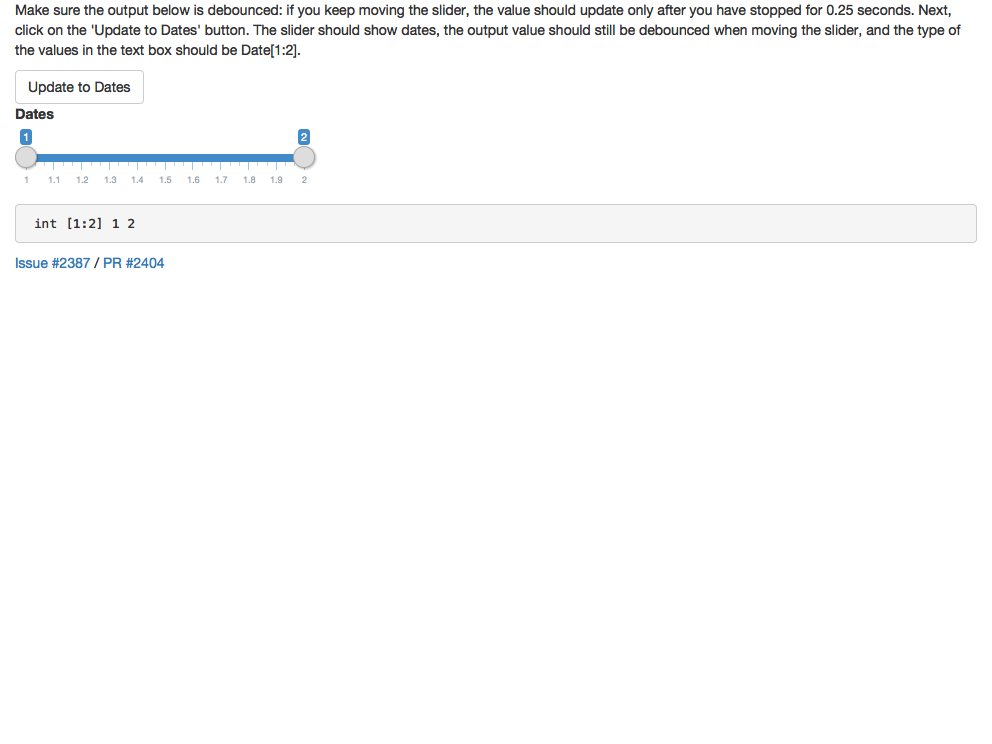 Make sure the output below is debounced: if you keep moving the slider, the value should update only after you have stopped for 0.25 seconds. Next,
click on the 'Update to Dates' button. The slider should show dates, the output value should still be debounced when moving the slider, and the type of
the values in the text box should be Date[1:2].
Update to Dates
Dates
1 2
1 1.1 1.2 1.3 1.4 1.5 1.6 1.7 1.8 1.9 2
int [1:2] 1 2
Issue #2387 / PR #2404